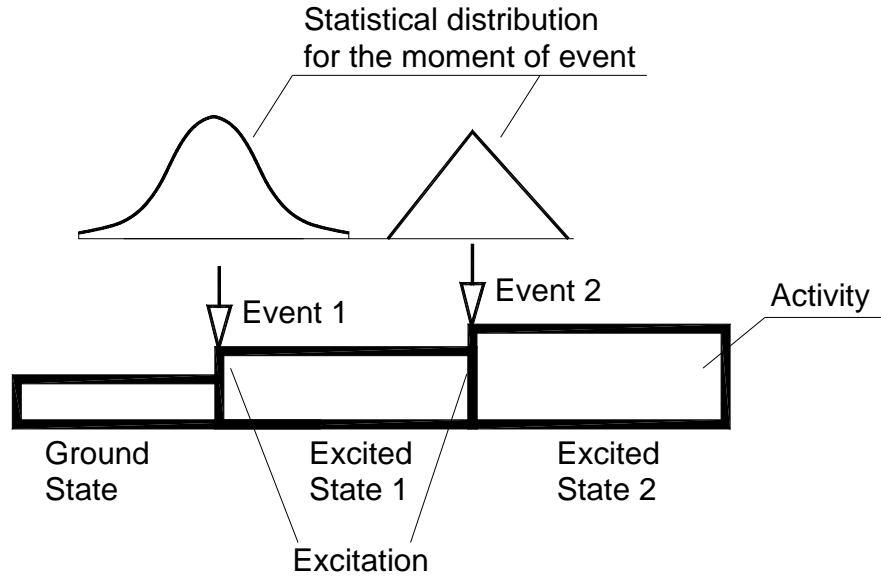 Statistical distribution
for the moment of event
Event 1
Event 2
Activity
Ground
State
Excited
State 1
Excited
State 2
Excitation